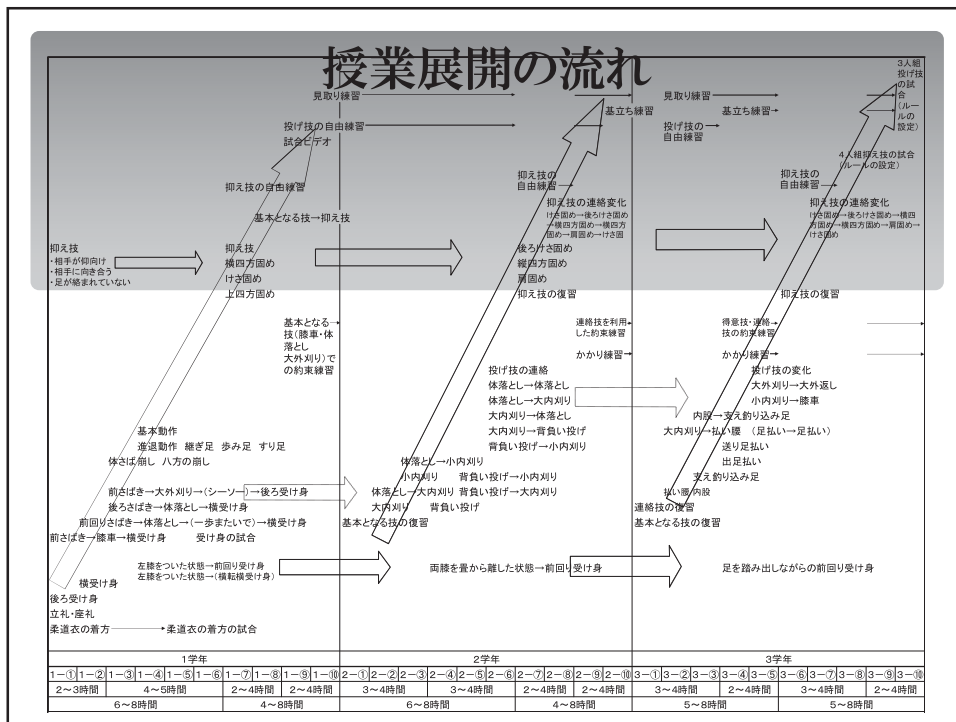 授業展開の流れ
見取り練習
基立ち練習
投げ技の自由練習
試合ビデオ
抑え技の自由練習
基本となる技→抑え技
抑え技
・相手が仰向け
・相手に向き合う
・足が絡まれていない
抑え技
横四方固め
けさ固め
上四方固め
基本となる
技(膝車・体
落とし
大外刈り)で
の約束練習
基本動作
進退動作 継ぎ足 歩み足 すり足
体さば崩し 八方の崩し
前さばき→大外刈り→(シーソー)→後ろ受け身
後ろさばき→体落とし→横受け身
前回りさばき→体落とし→(一歩またいで)→横受け身
前さばき→膝車→横受け身 受け身の試合
左膝をついた状態→前回り受け身
左膝をついた状態→(横転横受け身)
横受け身
後ろ受け身
立礼・座礼
柔道衣の着方→柔道衣の着方の試合
抑え技の
自由練習
抑え技の連絡変化
けさ固め→後ろけさ固め
→横四方固め→横四方
固め→肩固め→けさ固
後ろけさ固め
縦四方固め
肩固め
抑え技の復習
連絡技を利用
した約束練習
かかり練習
投げ技の連絡
体落とし→体落とし
体落とし→大内刈り
大内刈り→体落とし
大内刈り→背負い投げ
背負い投げ→小内刈り
体落とし→小内刈り
小内刈り 背負い投げ→小内刈り
体落とし→大内刈り 背負い投げ→大内刈り
大内刈り 背負い投げ
基本となる技の復習
両膝を畳から離した状態→前回り受け身
見取り練習
基立ち練習
投げ技の
自由練習
3人組
投げ技
の試
合
(ルー
ルの
設定)
4人組抑え技の試合
(ルールの設定)
抑え技の
自由練習
抑え技の連絡変化
けさ固め→後ろけさ固め→横四
方固め→横四方固め→肩固め→
けさ固め
抑え技の復習
得意技・連絡
技の約束練習
かかり練習
投げ技の変化
大外刈り→大外返し
小内刈り→膝車
内股→支え釣り込み足
大内刈り→払い腰 (足払い→足払い)
送り足払い
出足払い
支え釣り込み足
払い腰 内股
連絡技の復習
基本となる技の復習
足を踏み出しながらの前回り受け身
1学年 2学年 3学年
1-① 1-② 1-③ 1-④ 1-⑤ 1-⑥ 1-⑦ 1-⑧ 1-⑨ 1-⑩ 2-① 2-② 2-③ 2-④ 2-⑤ 2-⑥ 2-⑦ 2-⑧ 2-⑨ 2-⑩ 3-① 3-② 3-③ 3-④ 3-⑤ 3-⑥ 3-⑦ 3-⑧ 3-⑨ 3-⑩
2〜3時間 4〜5時間 2〜4時間 2〜4時間 3〜4時間 3〜4時間 2〜4時間 2〜4時間 3〜4時間 2〜4時間 3〜4時間 2〜4時間
6〜8時間 4〜8時間 6〜8時間 4〜8時間 5〜8時間 5〜8時間